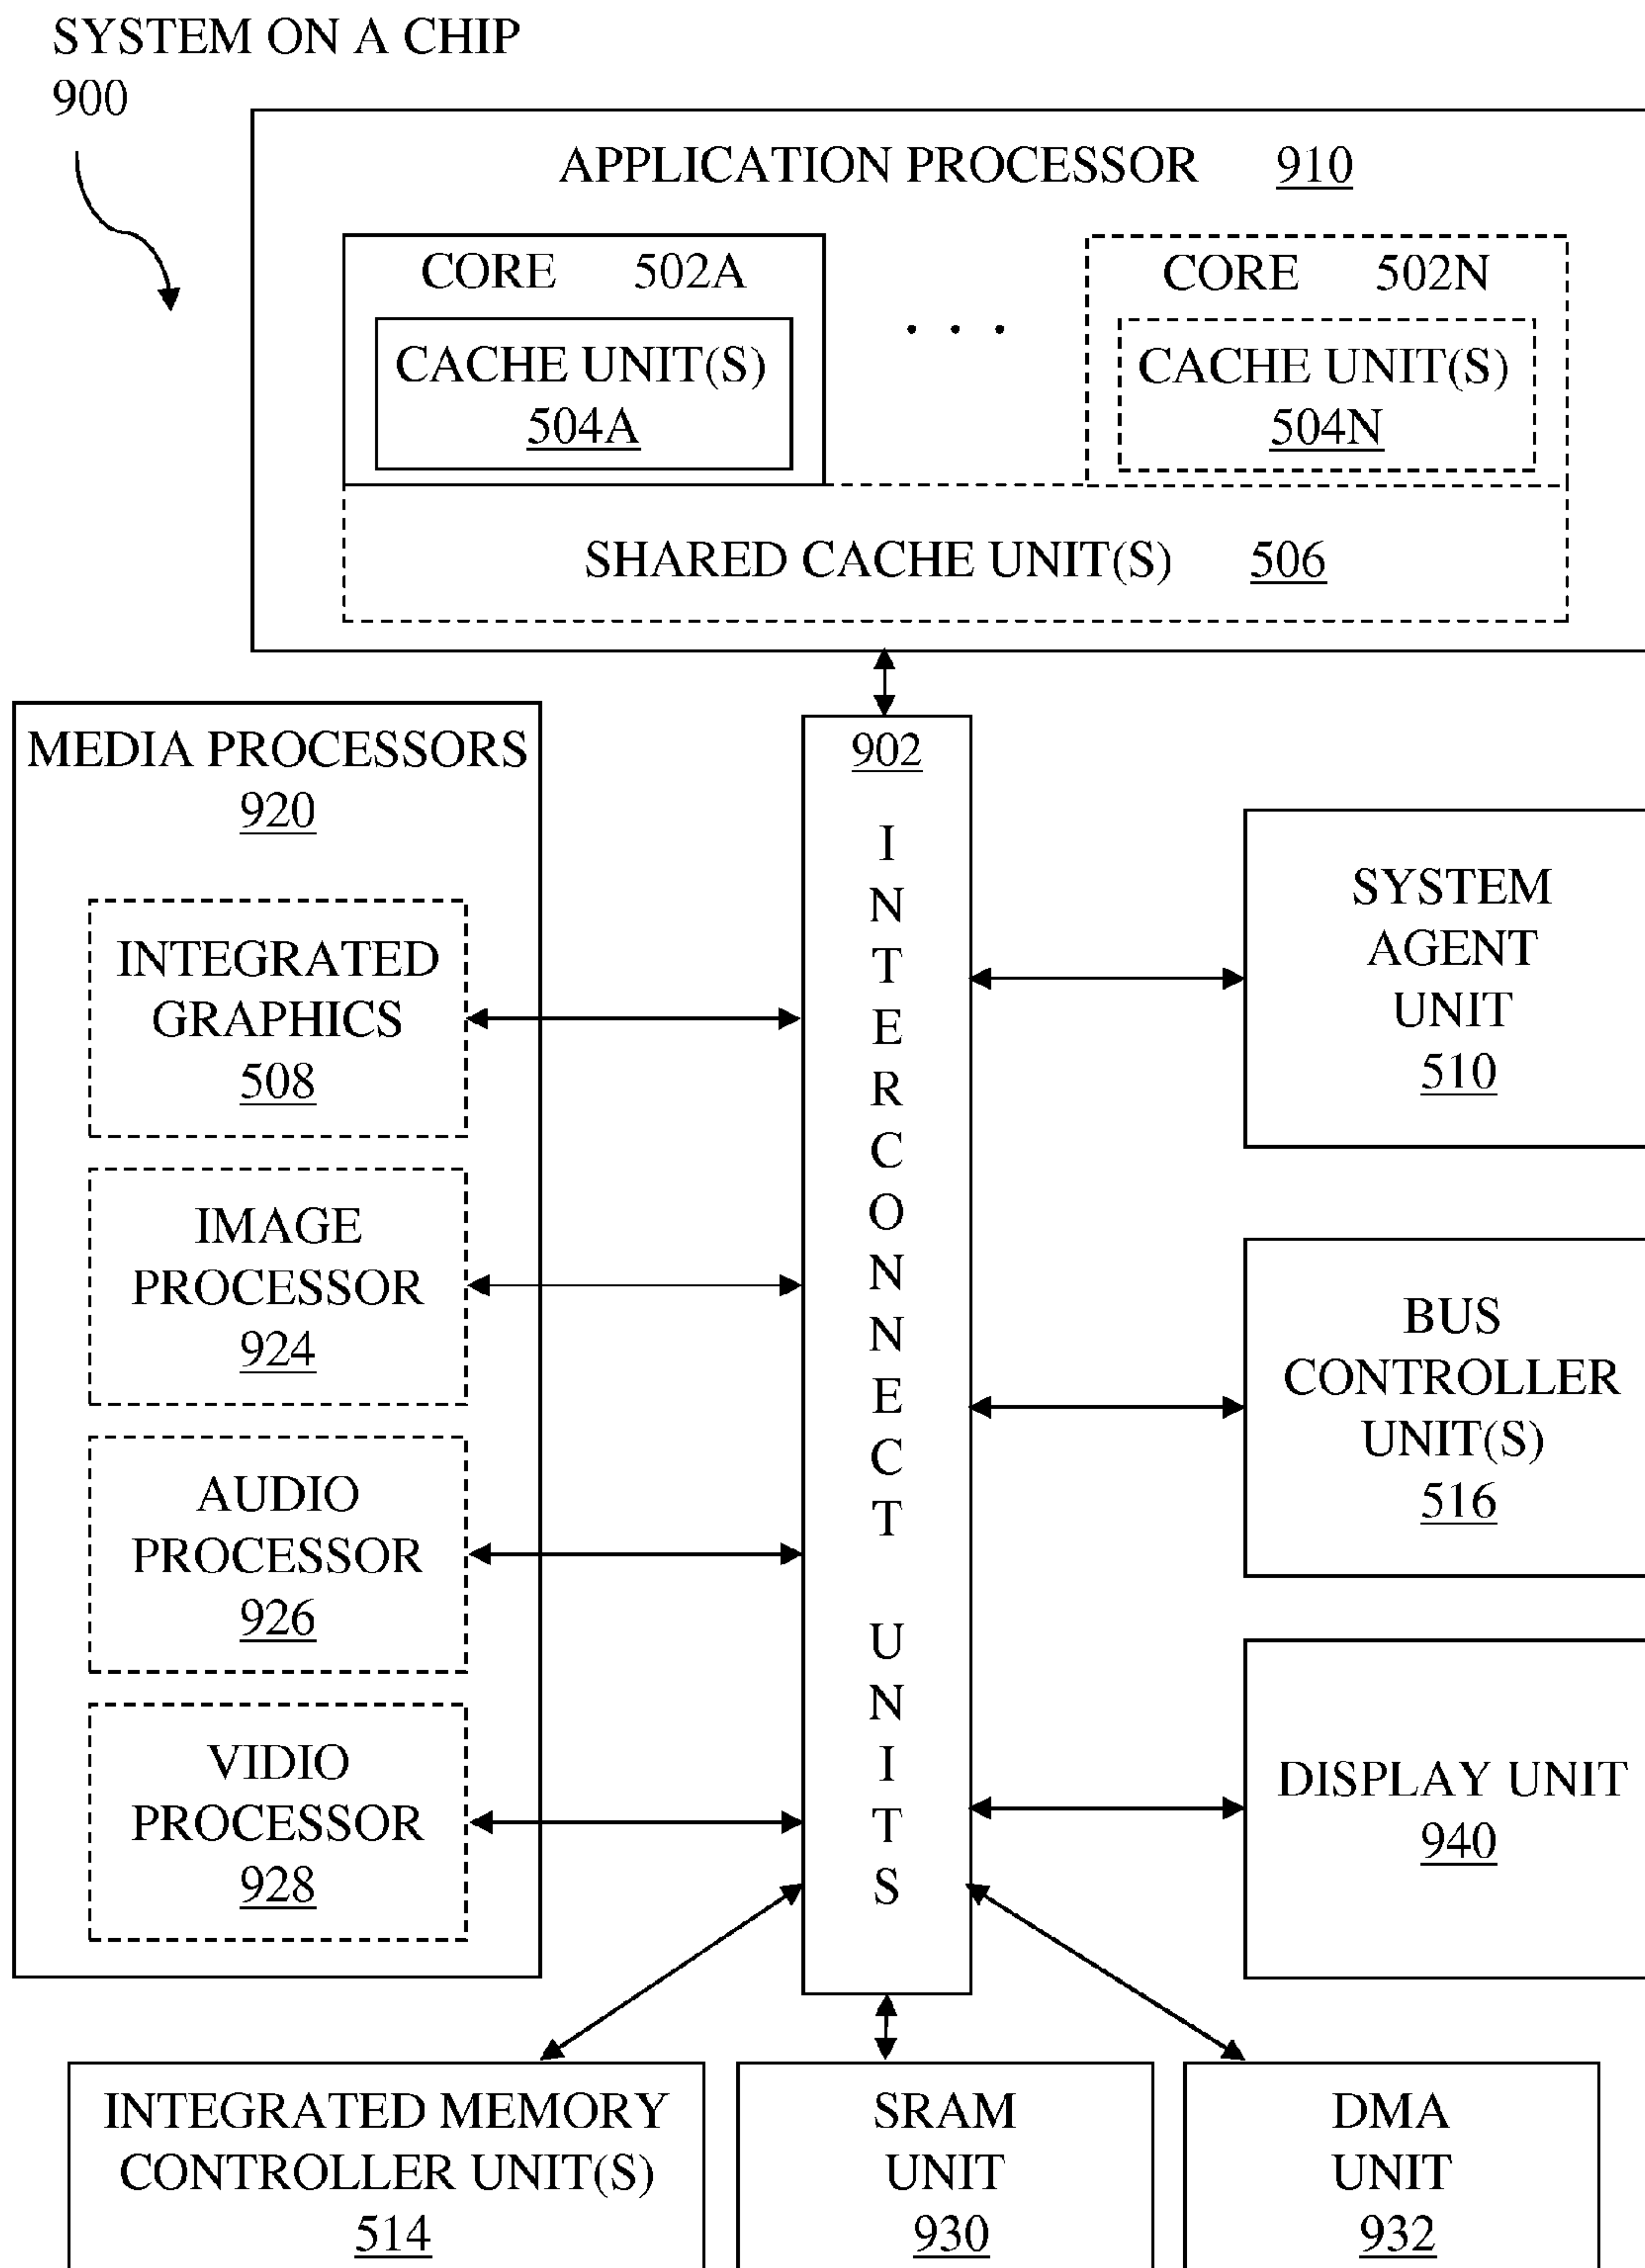 SYSTEM ON A CHIP
900
APPLICATION PROCESSOR 910
CORE 502A
CACHE UNIT(S)
504A
. . .
CORE 502N
CACHE UNIT(S)
504N
SHARED CACHE UNIT(S) 506
MEDIA PROCESSORS
920
INTEGRATED
GRAPHICS
508
IMAGE
PROCESSOR
924
AUDIO
PROCESSOR
926
VIDIO
PROCESSOR
928
902
INTERCONNECT UNITS
SYSTEM
AGENT
UNIT
510
BUS
CONTROLLER
UNIT(S)
516
DISPLAY UNIT
940
INTEGRATED MEMORY
CONTROLLER UNIT(S)
514
SRAM
UNIT
930
DMA
UNIT
932